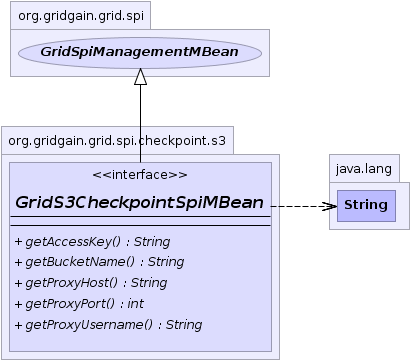 org.gridgain.grid.spi
GridSpiManagementMBean
org.gridgain.grid.spi.checkpoint.s3
<<interface>>
GridS3CheckpointSpiMBean
+ getAccessKey() : String
+ getBucketName() : String
+ getProxyHost() : String
+ getProxyPort() : int
+ getProxyUsername() : String
java.lang
String